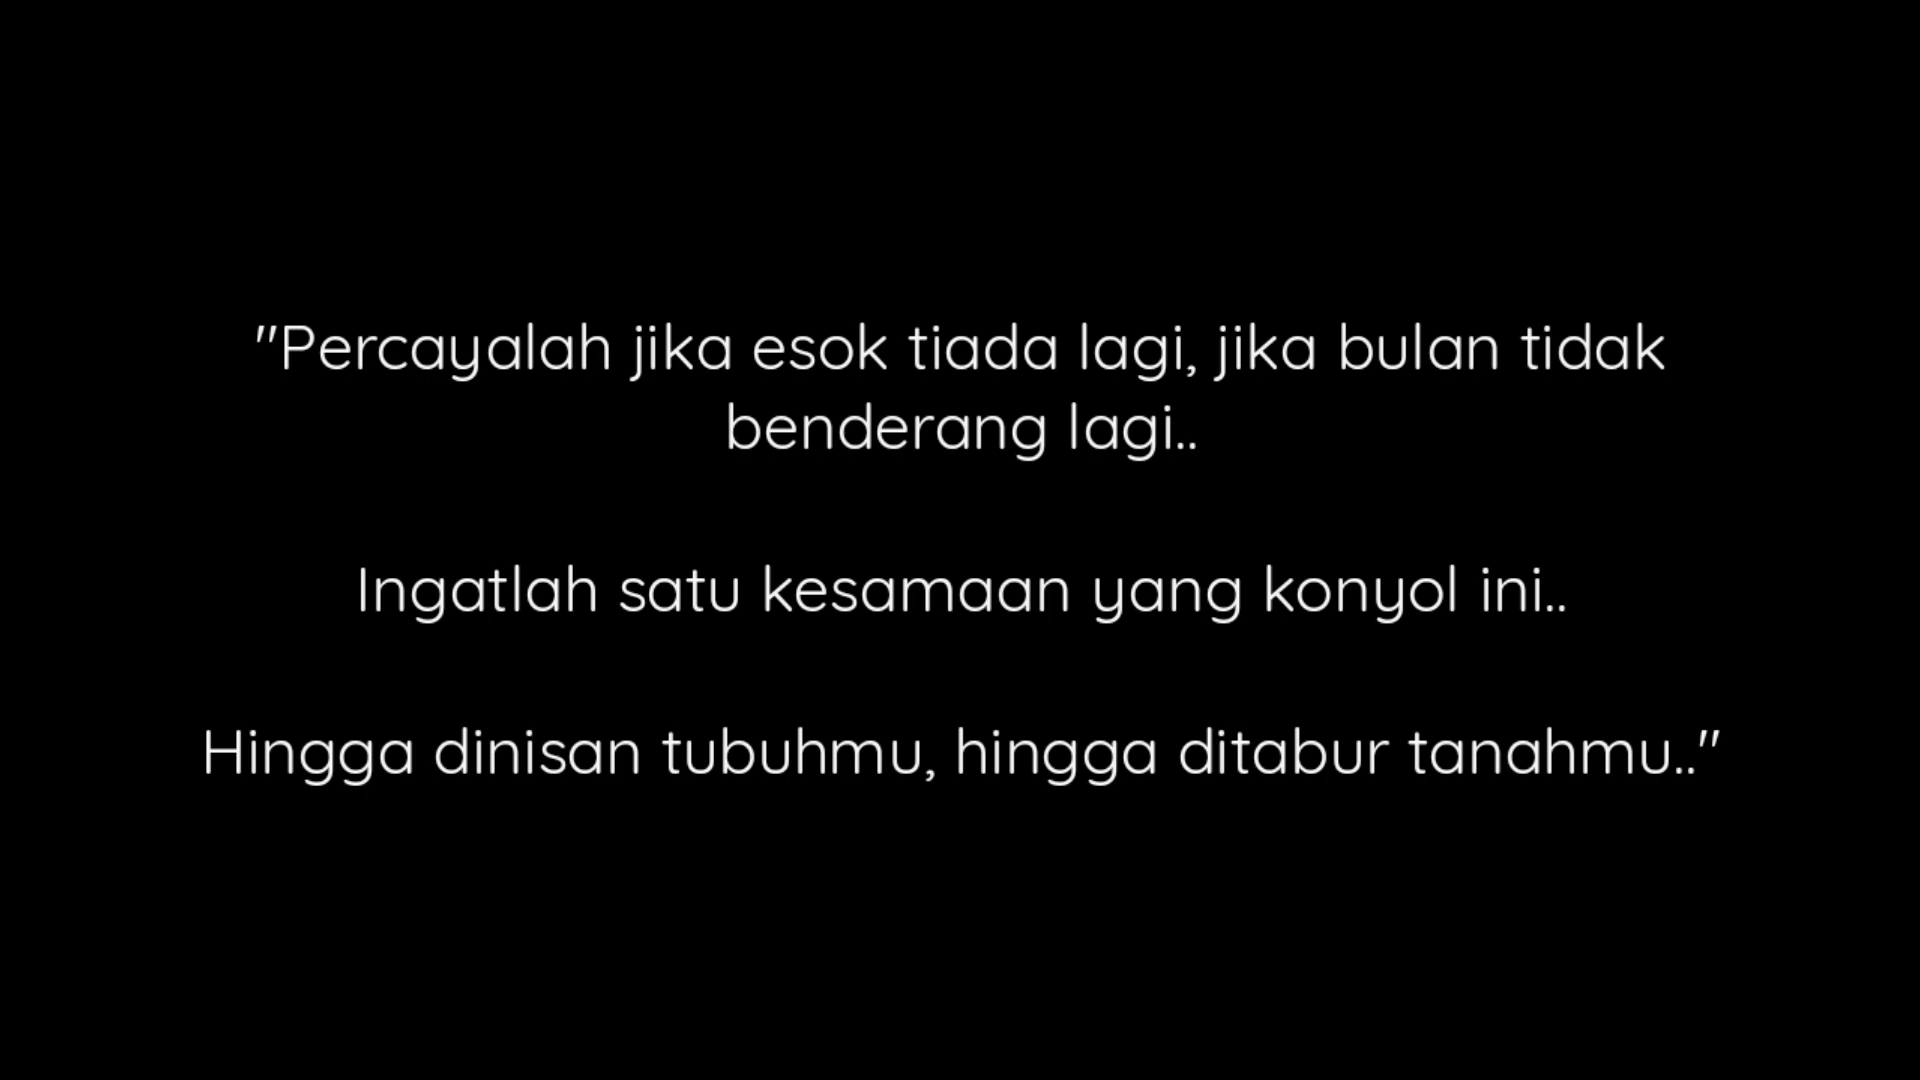 "Percayalah jika esok tiada lagi, jika bulan tidak
benderang lagi..
Ingatlah satu kesamaan yang konyol ini..
Hingga dinisan tubuhmu, hingga ditabur tanahmu.."